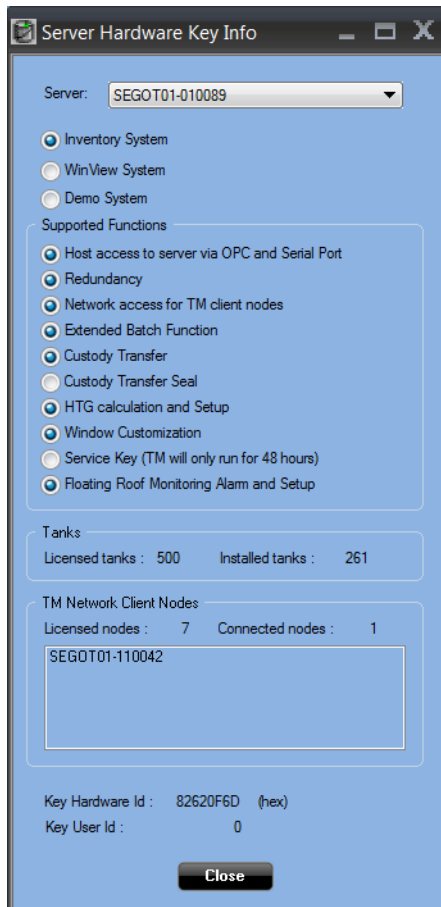 Server Hardware Key Info
Server: SEGOT01-010089
Inventory System
WinView System
Demo System
Supported Functions
Host access to server via OPC and Serial Port
Redundancy
Network access for TM client nodes
Extended Batch Function
Custody Transfer
Custody Transfer Seal
HTG calculation and Setup
Window Customization
Service Key (TM will only run for 48 hours)
Floating Roof Monitoring Alarm and Setup
Tanks
Licensed tanks : 500 Installed tanks : 261
TM Network Client Nodes
Licensed nodes : 7 Connected nodes : 1
SEGOT01-110042
Key Hardware Id : 82620F6D (hex)
Key User Id : 0
Close